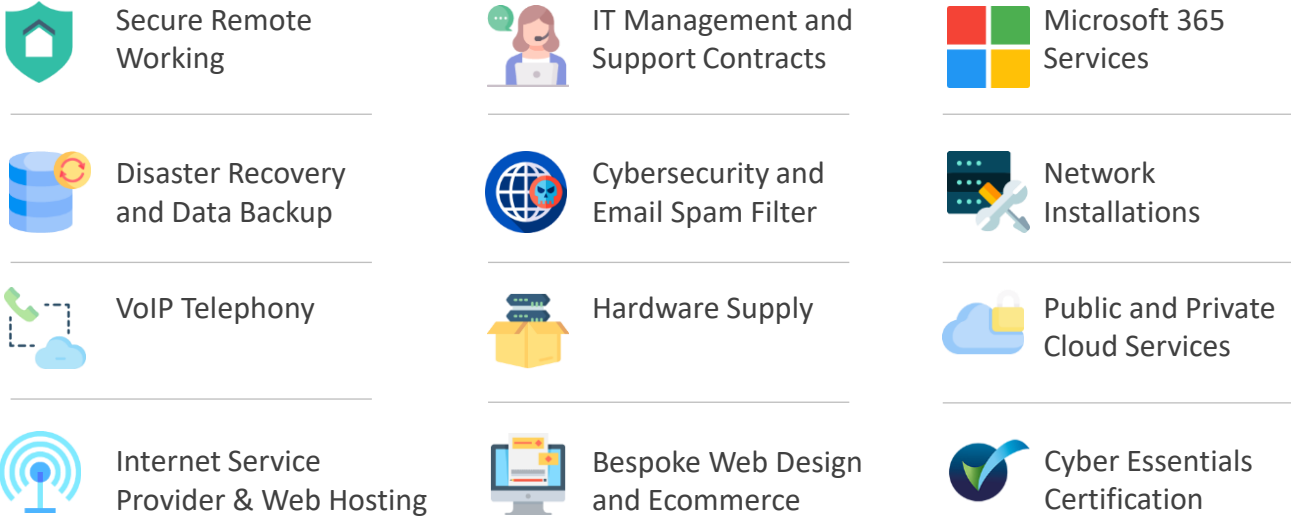 Secure Remote
Working
IT Management and
Support Contracts
Microsoft 365
Services
Disaster Recovery
and Data Backup
Cybersecurity and
Email Spam Filter
Network
Installations
VoIP Telephony
Hardware Supply
Public and Private
Cloud Services
Internet Service
Provider & Web Hosting
Bespoke Web Design
and Ecommerce
Cyber Essentials
Certification